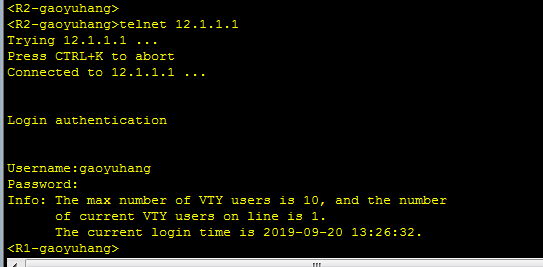 <R2-gaoyuhang>
<R2-gaoyuhang>telnet 12.1.1.1
Trying 12.1.1.1 ...
Press CTRL+K to abort
Connected to 12.1.1.1 ...
Login authentication
Username:gaoyuhang
Password:
Info: The max number of VTY users is 10, and the number
of current VTY users on line is 1.
The current login time is 2019-09-20 13:26:32.
<R1-gaoyuhang>